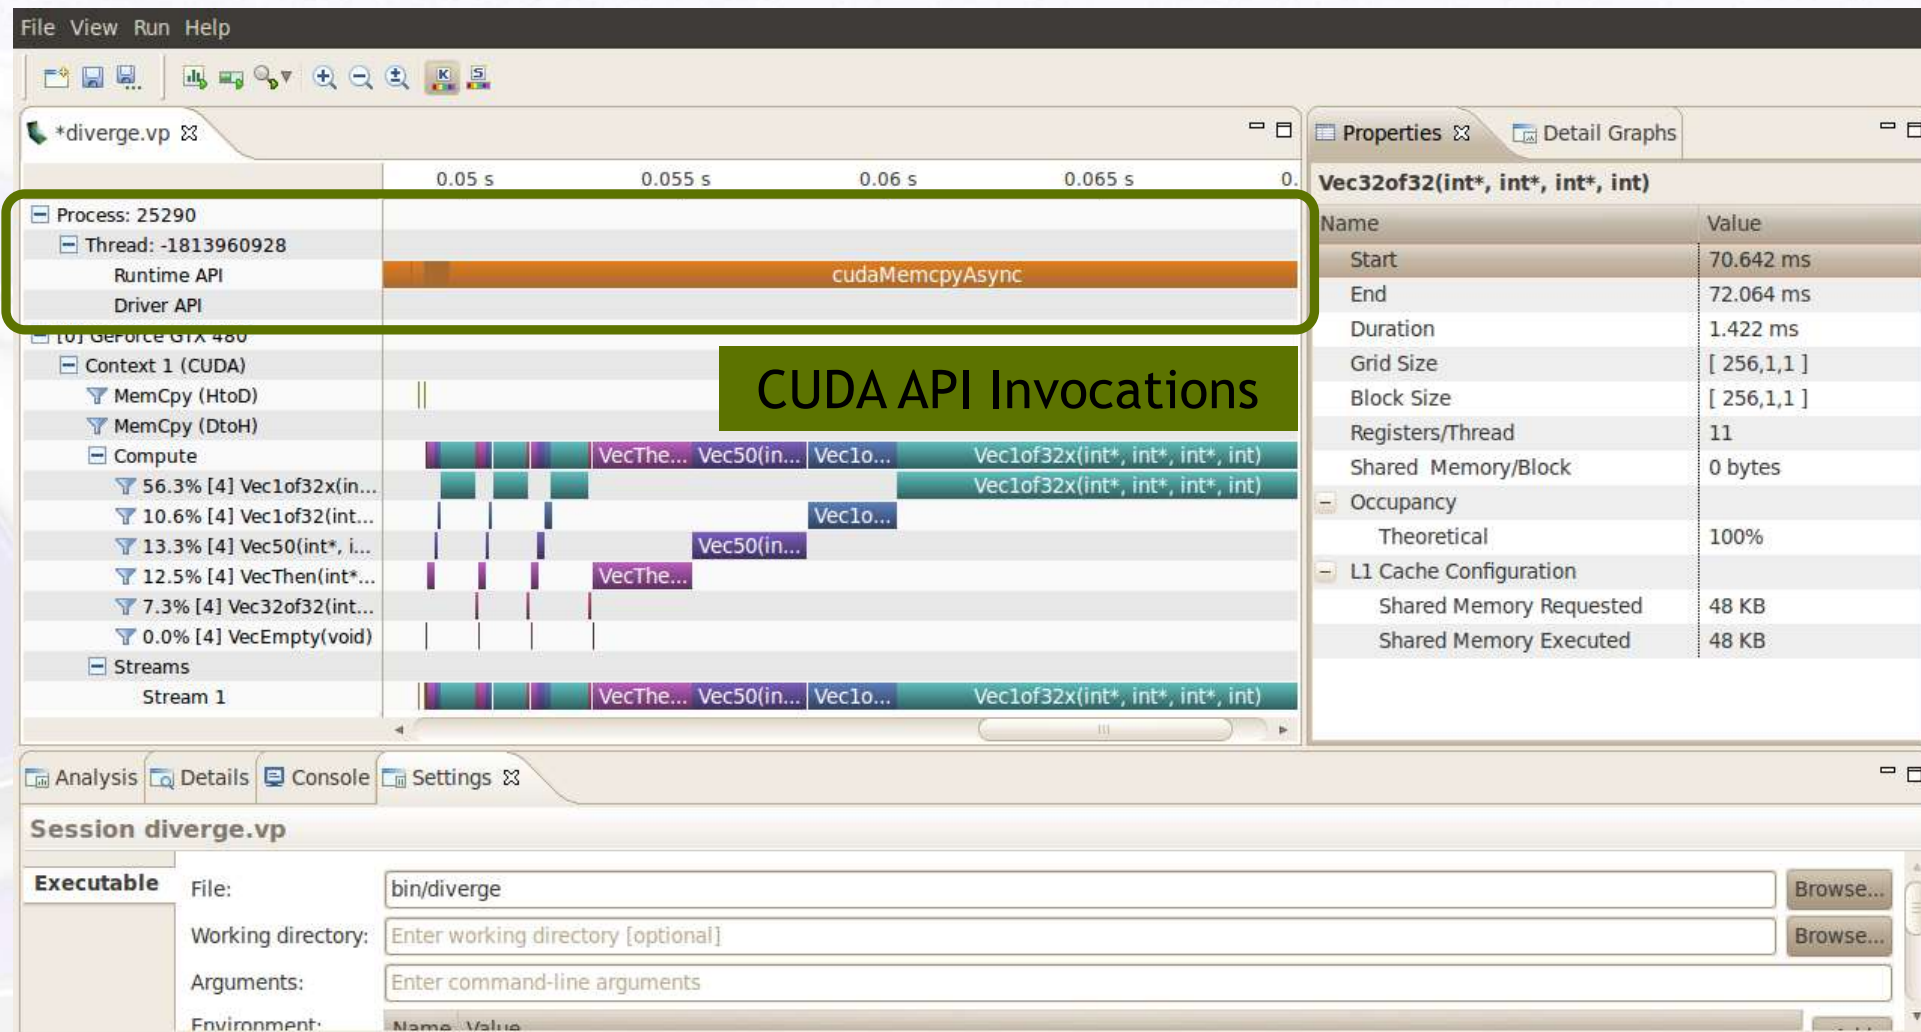 File View Run Help
*diverge.vp
0.05 s 0.055 s 0.06 s 0.065 s 0.
Process: 25290
Thread: -1813960928
Runtime API cudaMemcpyAsync
Driver API
[0] GeForce GTX 480
Context 1 (CUDA)
CUDA API Invocations
MemCpy (HtoD)
MemCpy (DtoH)
Compute VecThe... Vec50(in... Vec1o... Vec1of32x(int*, int*, int*, int)
56.3% [4] Vec1of32x(in... Vec1of32x(int*, int*, int*, int)
10.6% [4] Vec1of32(int... Vec1o...
13.3% [4] Vec50(int*, i... Vec50(in...
12.5% [4] VecThen(int*... VecThe...
7.3% [4] Vec32of32(int...
0.0% [4] VecEmpty(void)
Streams
Stream 1 VecThe... Vec50(in... Vec1o... Vec1of32x(int*, int*, int*, int)
Properties Detail Graphs
Vec32of32(int*, int*, int*, int)
Name Value
Start 70.642 ms
End 72.064 ms
Duration 1.422 ms
Grid Size [ 256,1,1 ]
Block Size [ 256,1,1 ]
Registers/Thread 11
Shared Memory/Block 0 bytes
Occupancy
Theoretical 100%
L1 Cache Configuration
Shared Memory Requested 48 KB
Shared Memory Executed 48 KB
Analysis Details Console Settings
Session diverge.vp
Executable
File: bin/diverge Browse...
Working directory: Enter working directory [optional] Browse...
Arguments: Enter command-line arguments
Environment: Name Value